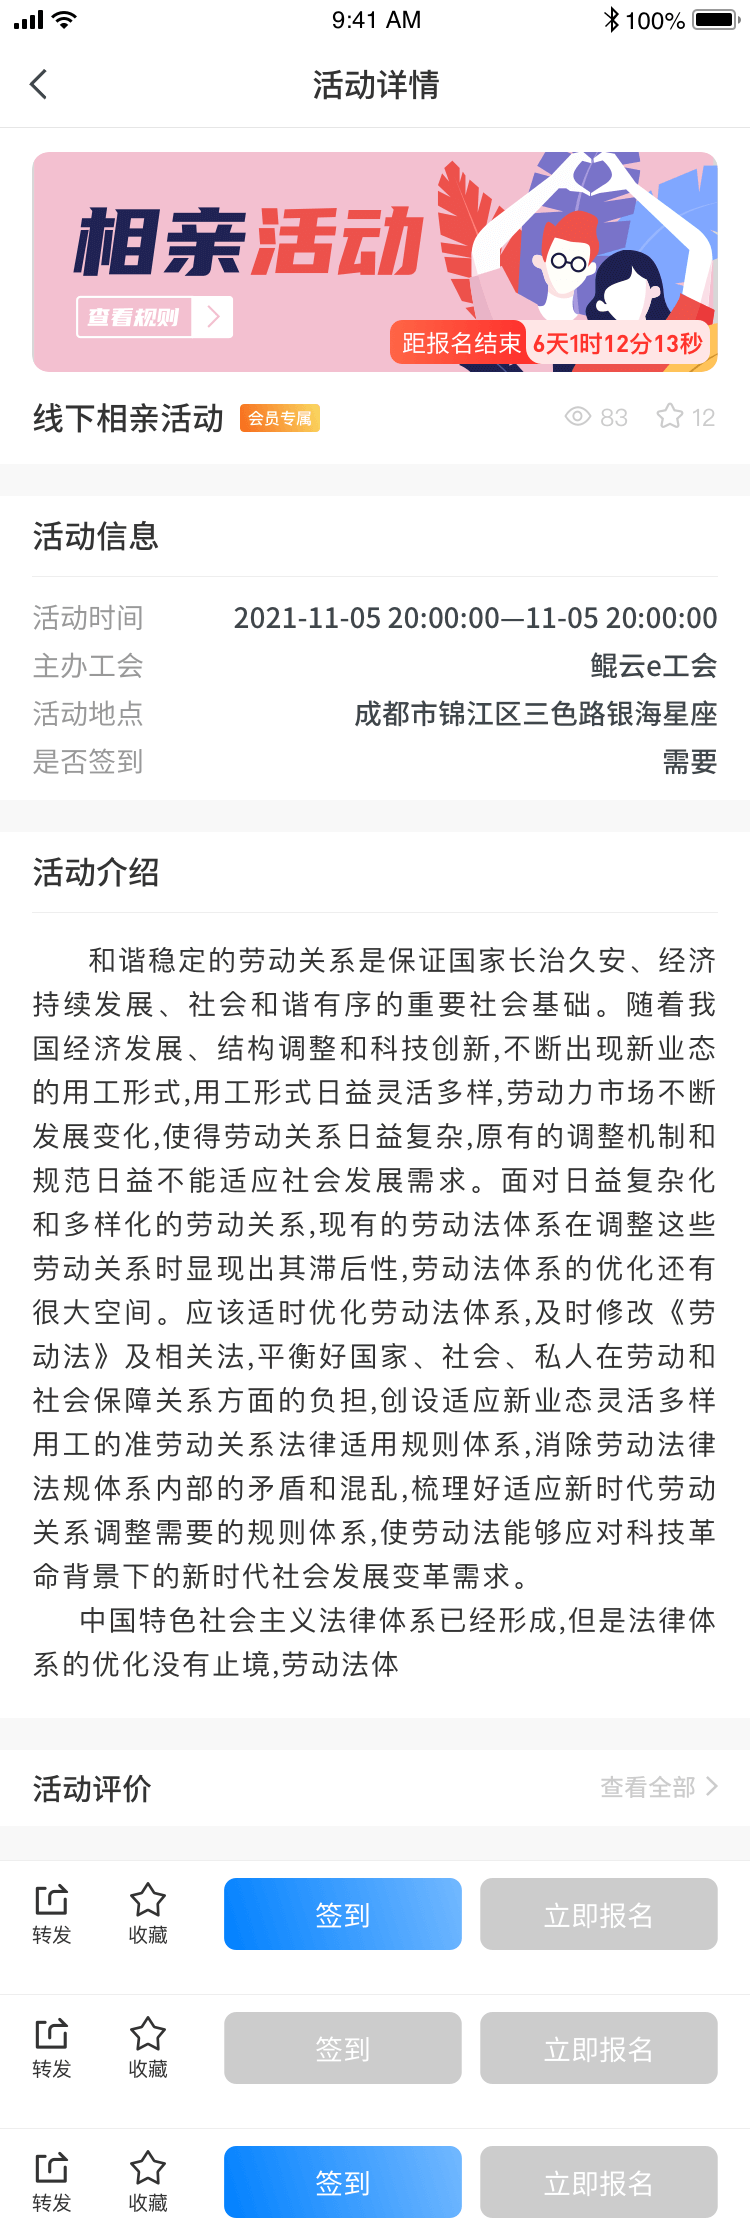 9:41 AM
100%
活动详情
相亲活动
查看规则
距报名结束 6天1时12分13秒
线下相亲活动 会员专属 83 12
活动信息
活动时间 2021-11-05 20:00:00—11-05 20:00:00
主办工会 鲲云e工会
活动地点 成都市锦江区三色路银海星座
是否签到 需要
活动介绍
和谐稳定的劳动关系是保证国家长治久安、经济
持续发展、社会和谐有序的重要社会基础。随着我
国经济发展、结构调整和科技创新,不断出现新业态
的用工形式,用工形式日益灵活多样,劳动力市场不断
发展变化,使得劳动关系日益复杂,原有的调整机制和
规范日益不能适应社会发展需求。面对日益复杂化
和多样化的劳动关系,现有的劳动法体系在调整这些
劳动关系时显现出其滞后性,劳动法体系的优化还有
很大空间。应该适时优化劳动法体系,及时修改《劳
动法》及相关法,平衡好国家、社会、私人在劳动和
社会保障关系方面的负担,创设适应新业态灵活多样
用工的准劳动关系法律适用规则体系,消除劳动法律
法规体系内部的矛盾和混乱,梳理好适应新时代劳动
关系调整需要的规则体系,使劳动法能够应对科技革
命背景下的新时代社会发展变革需求。
中国特色社会主义法律体系已经形成,但是法律体
系的优化没有止境,劳动法体
活动评价 查看全部
转发 收藏 签到 立即报名
转发 收藏 签到 立即报名
转发 收藏 签到 立即报名